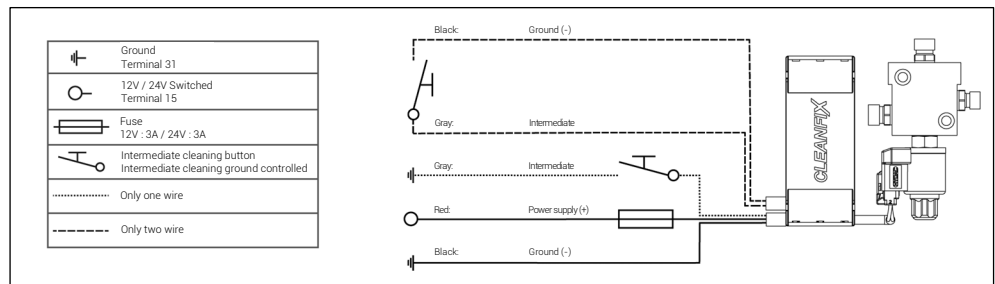 Ground
Terminal 31
12V / 24V Switched
Terminal 15
Fuse
12V : 3A / 24V : 3A
Intermediate cleaning button
Intermediate cleaning ground controlled
Only one wire
Only two wire
Black: Ground (-)
Gray: Intermediate
Gray: Intermediate
Red: Power supply (+)
Black: Ground (-)
CLEANFIX